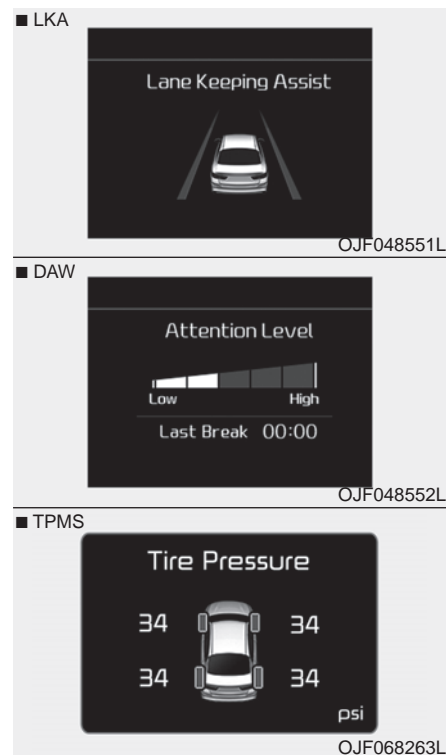 ■ LKA
Lane Keeping Assist
OJF048551L
■ DAW
Attention Level
Low High
Last Break 00:00
OJF048552L
■ TPMS
Tire Pressure
34 34
34 34
psi
OJF068263L